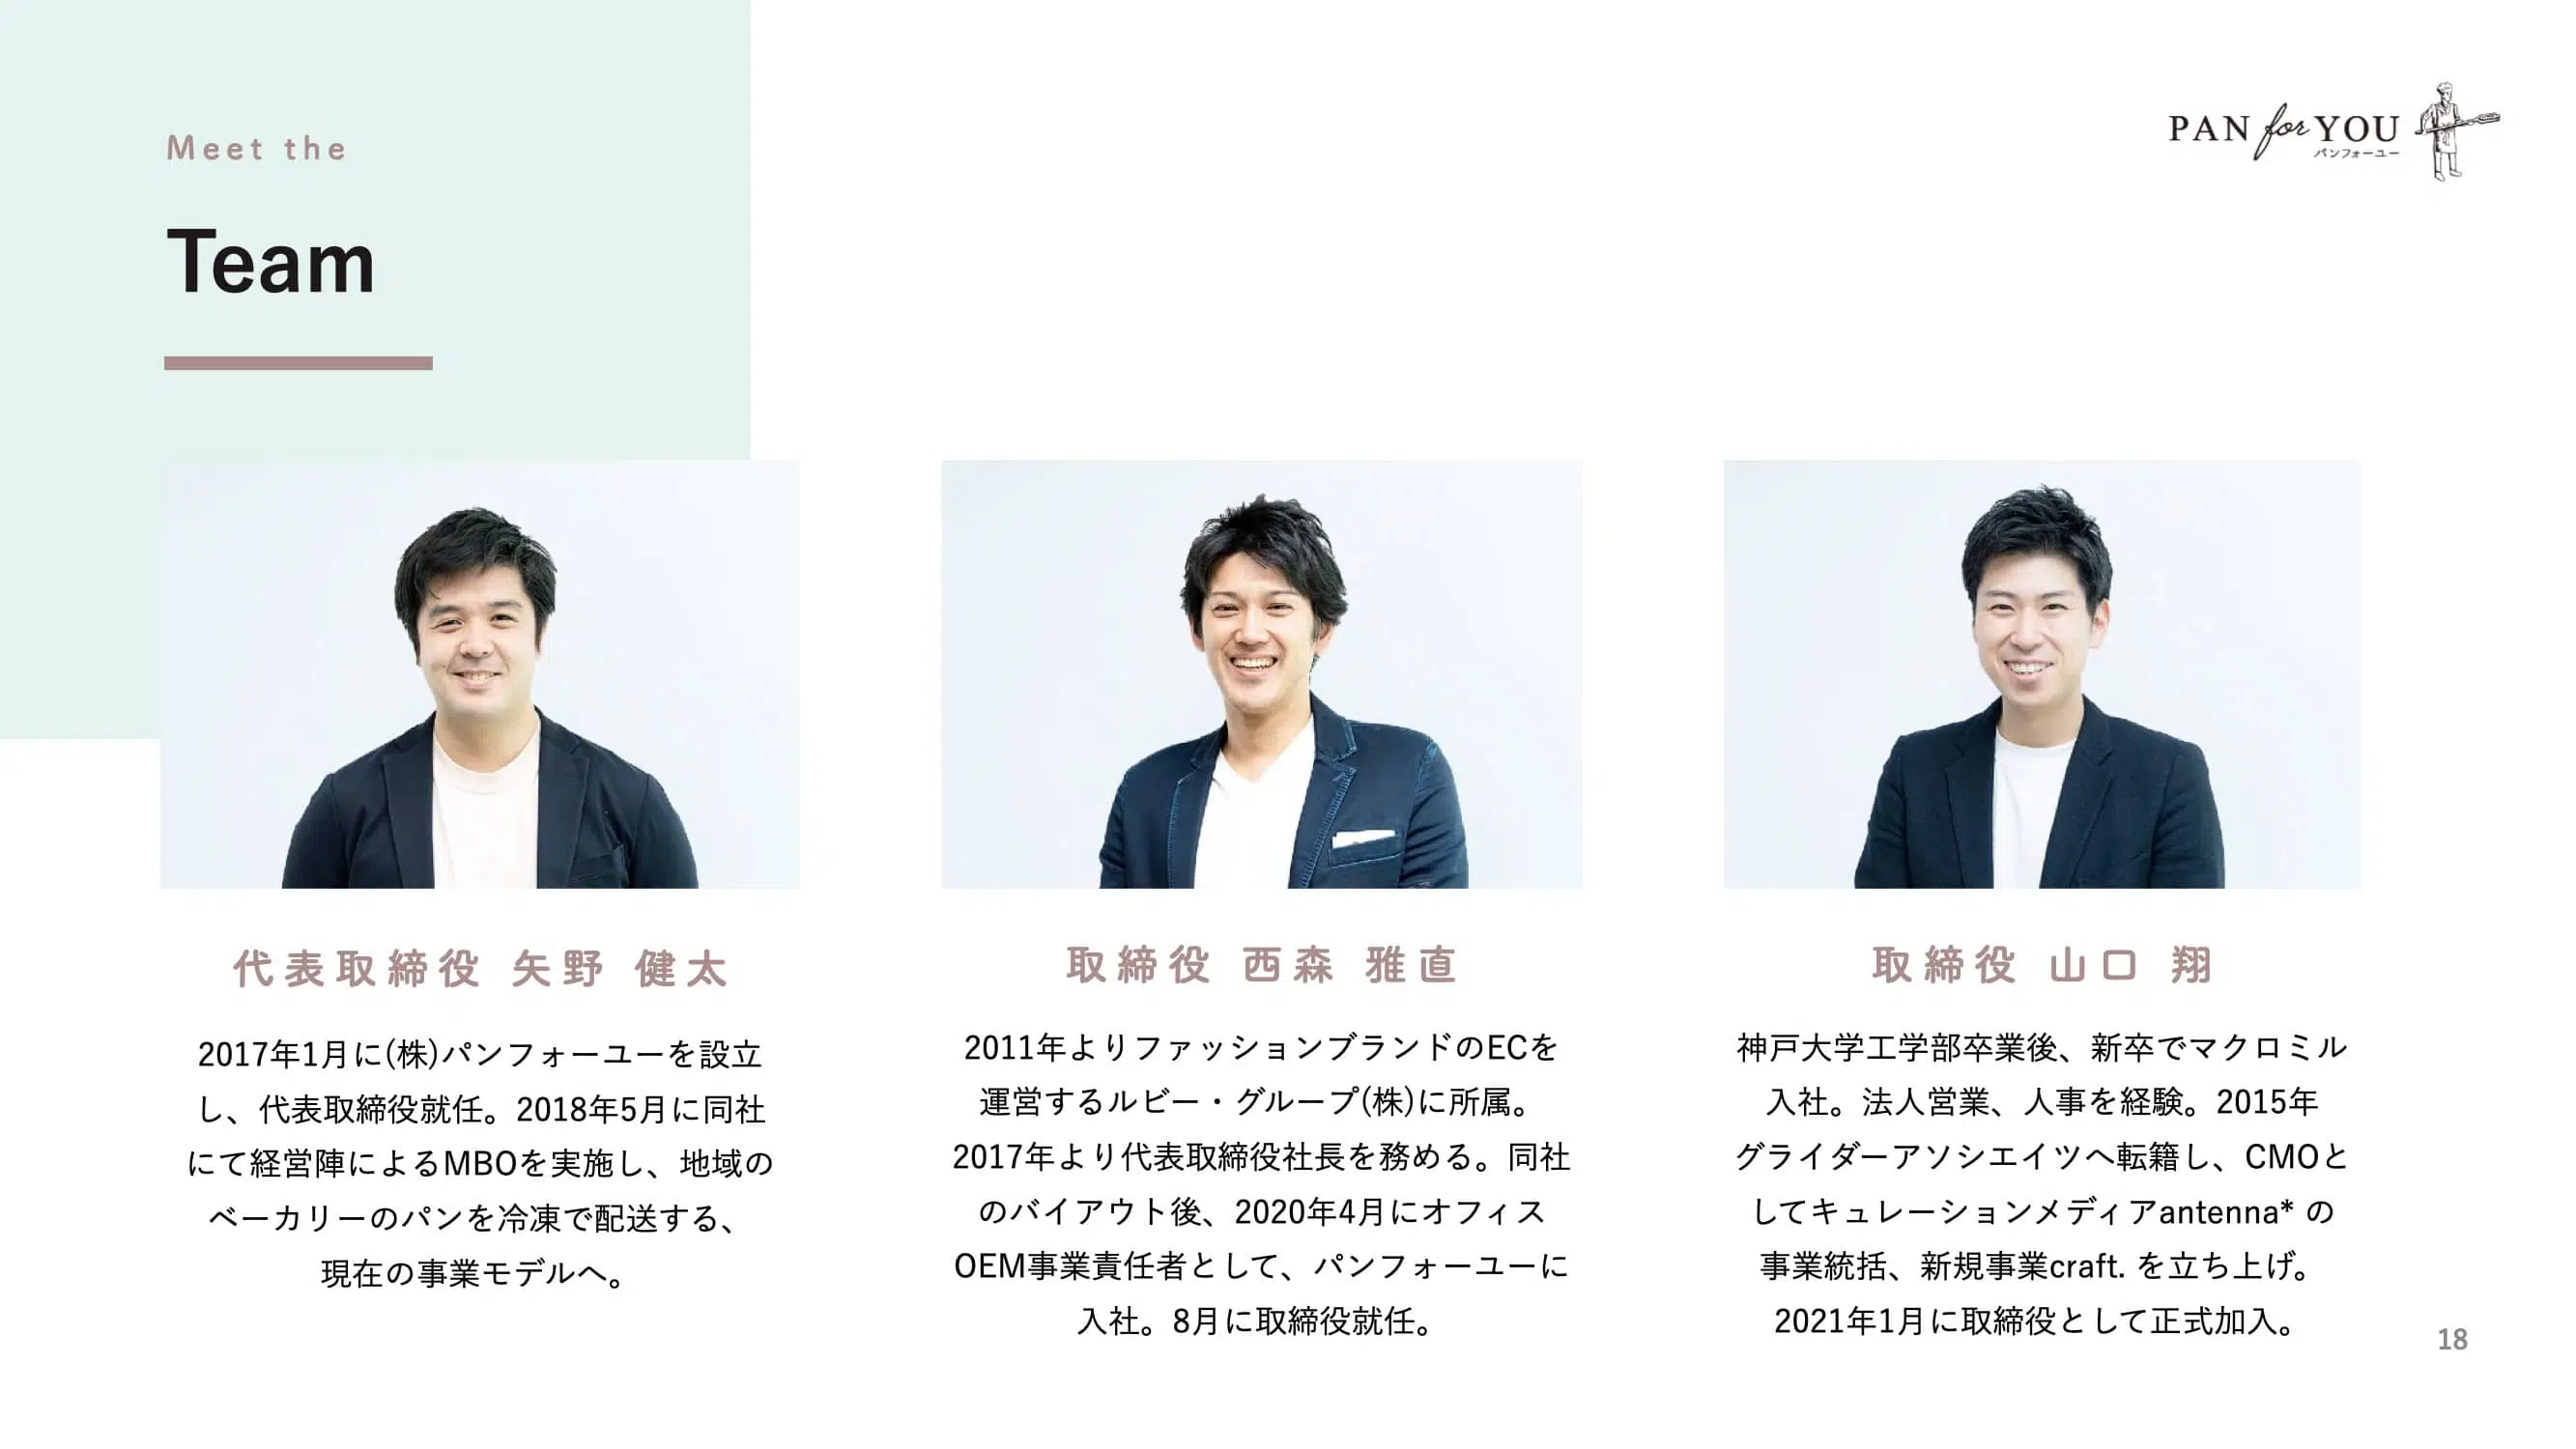 Meet the
Team
PAN for YOU
パンフォーユー
代表取締役 矢野 健太
2017年1月に(株)パンフォーユーを設立
し、代表取締役就任。2018年5月に同社
にて経営陣によるMBOを実施し、地域の
ベーカリーのパンを冷凍で配送する、
現在の事業モデルへ。
取締役 西森 雅直
2011年よりファッションブランドのECを
運営するルビー・グループ(株)に所属。
2017年より代表取締役社長を務める。同社
のバイアウト後、2020年4月にオフィス
OEM事業責任者として、パンフォーユーに
入社。8月に取締役就任。
取締役 山口 翔
神戸大学工学部卒業後、新卒でマクロミル
入社。法人営業、人事を経験。2015年
グライダーアソシエイツへ転籍し、CMOと
してキュレーションメディアantenna* の
事業統括、新規事業craft. を立ち上げ。
2021年1月に取締役として正式加入。
18